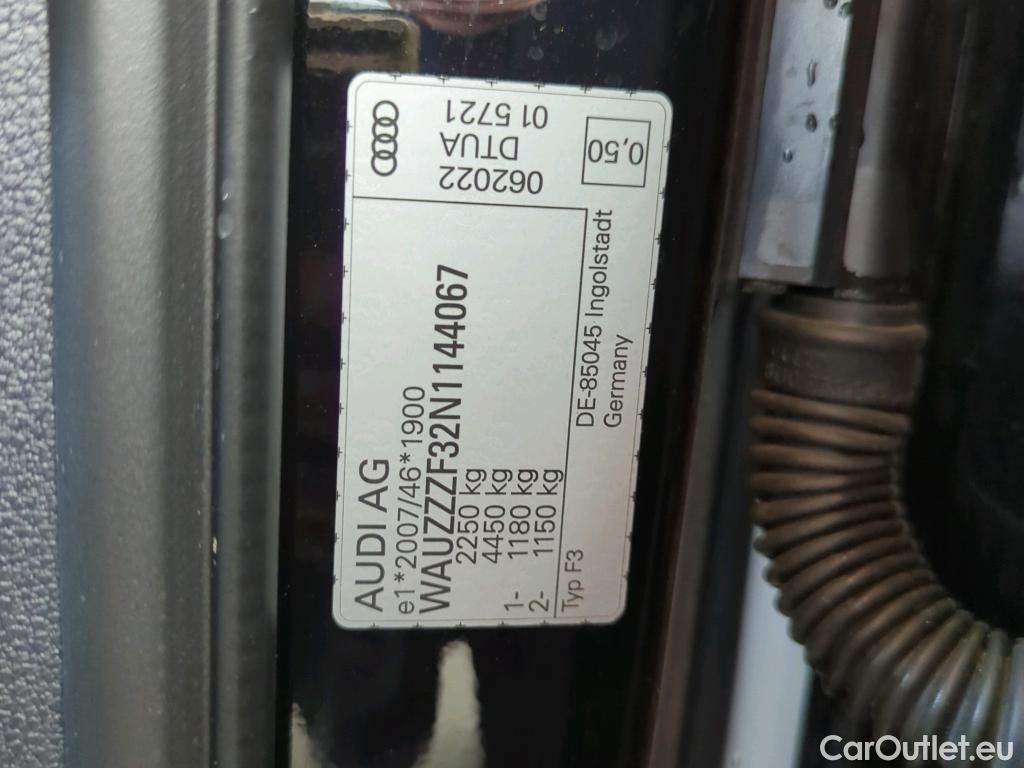 AUDI AG
e1*2007/46*1900
WAUZZZF32N1144067
2250 kg
4450 kg
1- 1180 kg
2- 1150 kg
Typ F3
DE-85045 Ingolstadt
Germany
062022
DTUA
01 5721
0,50
CarOutlet.eu